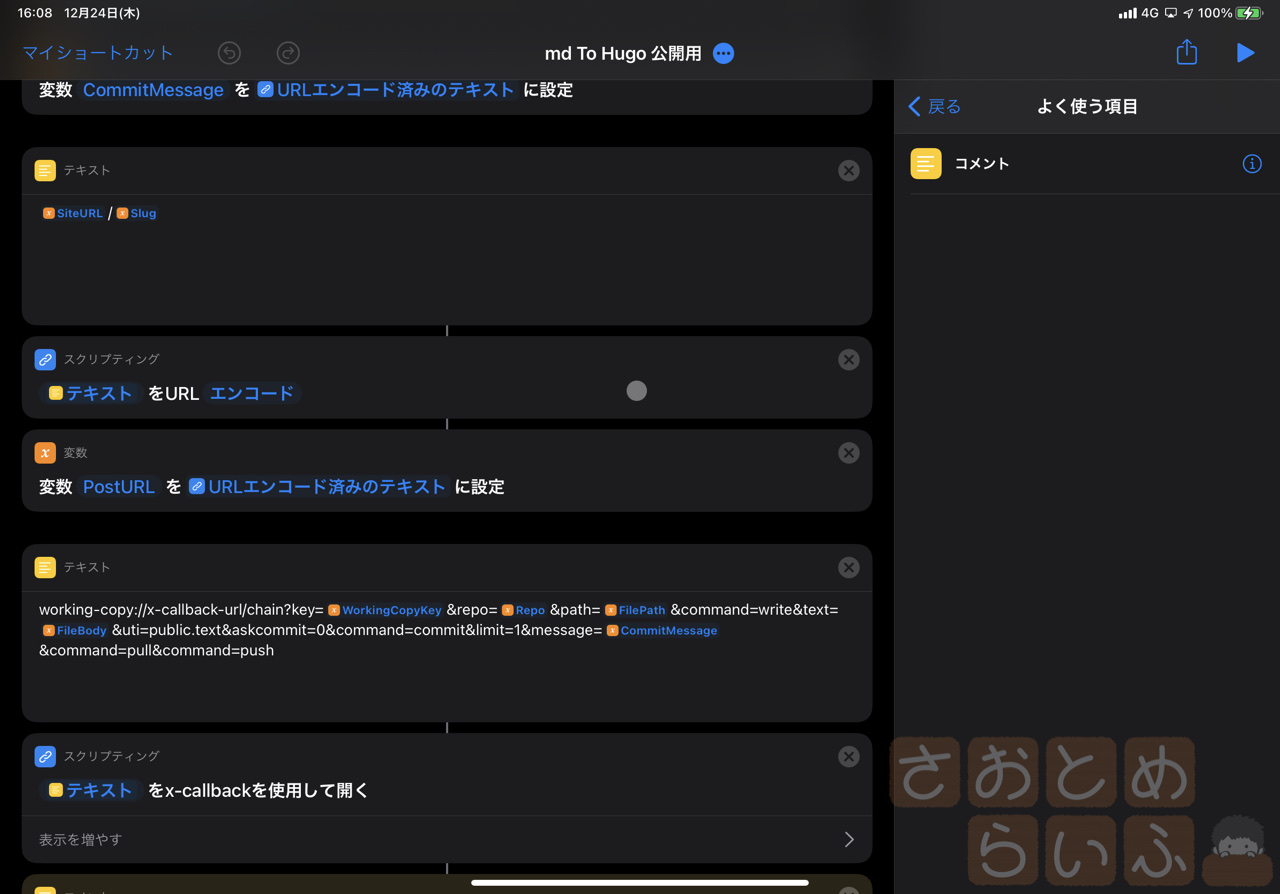 16:08 12月24日(木)
4G 100%
マイショートカット
md To Hugo 公開用
変数 CommitMessage を URLエンコード済みのテキスト に設定
テキスト
SiteURL / Slug
スクリプティング
テキスト をURL エンコード
変数
変数 PostURL を URLエンコード済みのテキスト に設定
テキスト
working-copy://x-callback-url/chain?key= WorkingCopyKey &repo= Repo &path= FilePath &command=write&text=
FileBody &uti=public.text&askcommit=0&command=commit&limit=1&message= CommitMessage
&command=pull&command=push
スクリプティング
テキスト をx-callbackを使用して開く
表示を増やす
戻る
よく使う項目
コメント
さおとめ
らいふ